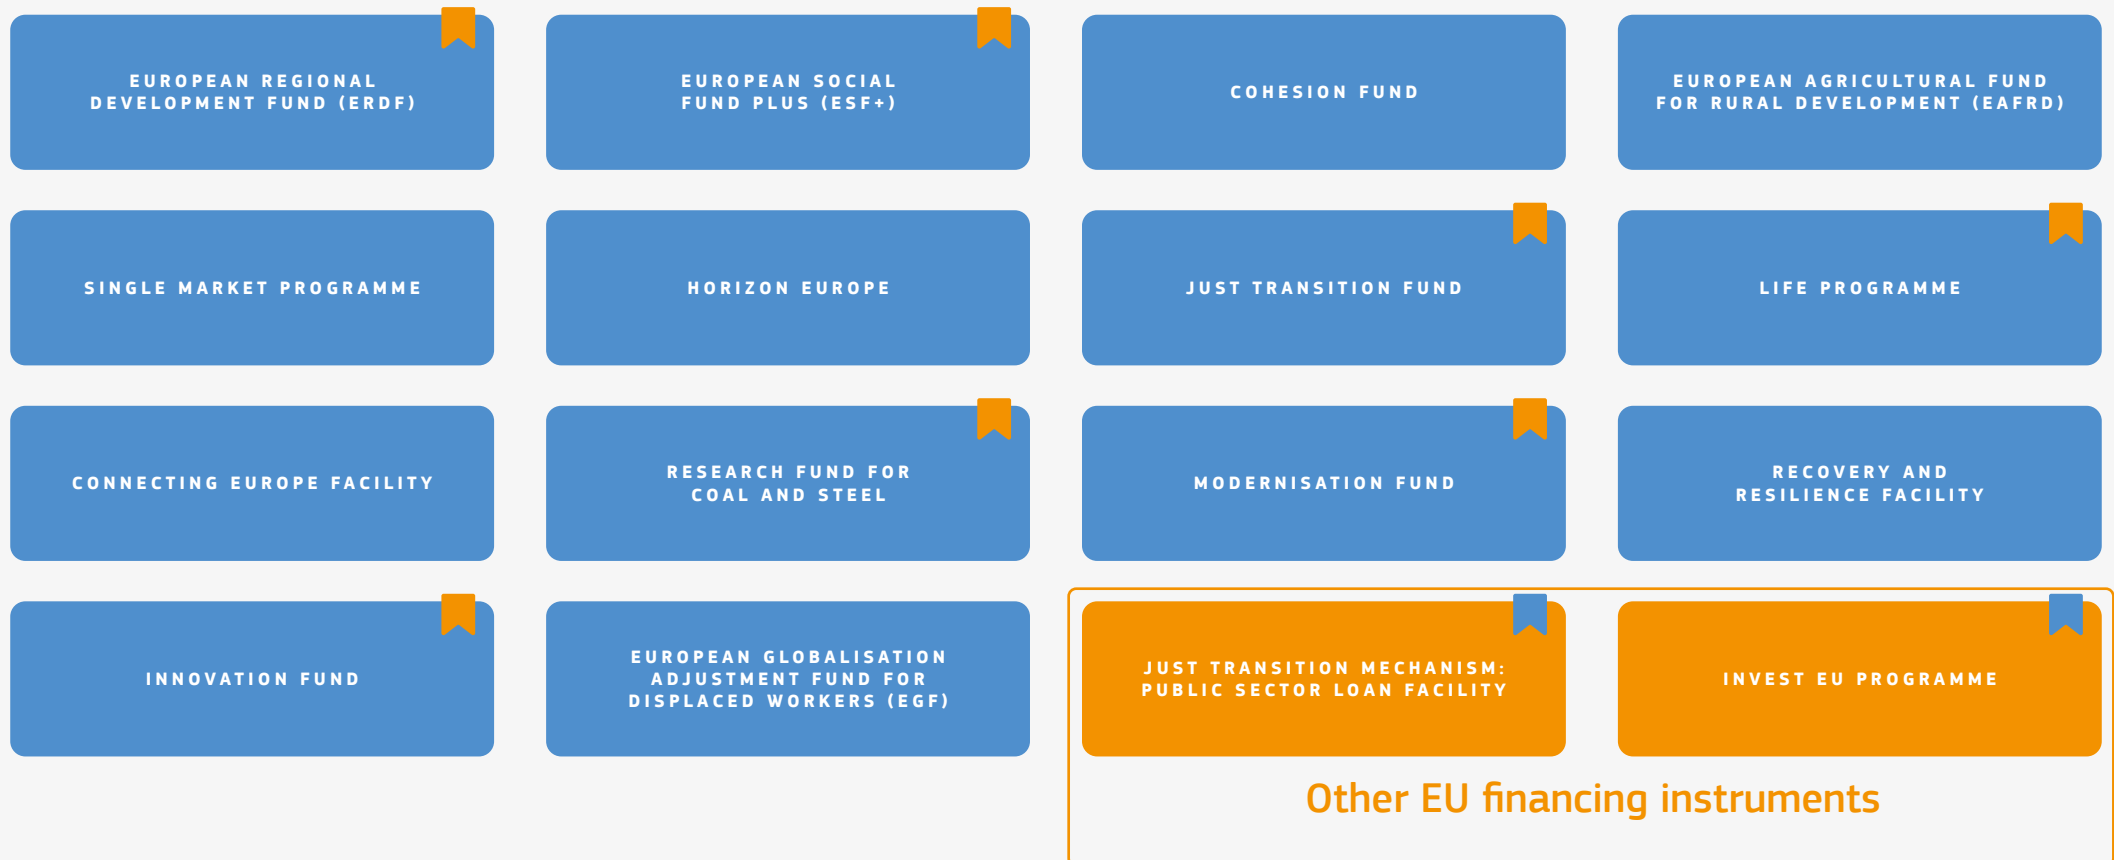 EUROPEAN REGIONAL
DEVELOPMENT FUND (ERDF)
EUROPEAN SOCIAL
FUND PLUS (ESF+)
COHESION FUND
EUROPEAN AGRICULTURAL FUND
FOR RURAL DEVELOPMENT (EAFRD)
SINGLE MARKET PROGRAMME
HORIZON EUROPE
JUST TRANSITION FUND
LIFE PROGRAMME
CONNECTING EUROPE FACILITY
RESEARCH FUND FOR
COAL AND STEEL
MODERNISATION FUND
RECOVERY AND
RESILIENCE FACILITY
INNOVATION FUND
EUROPEAN GLOBALISATION
ADJUSTMENT FUND FOR
DISPLACED WORKERS (EGF)
JUST TRANSITION MECHANISM:
PUBLIC SECTOR LOAN FACILITY
INVEST EU PROGRAMME
Other EU financing instruments